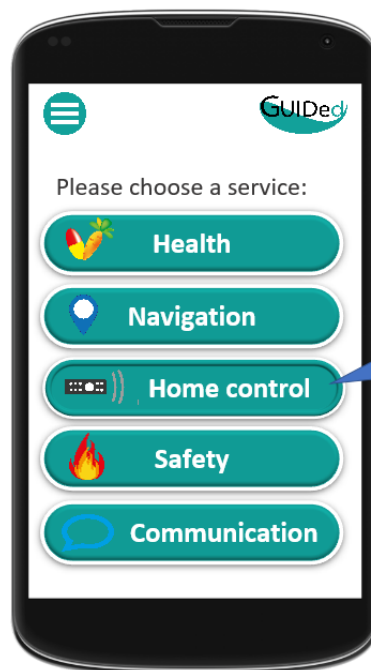 GUIDed
Please choose a service:
Health
Navigation
Home control
Safety
Communication